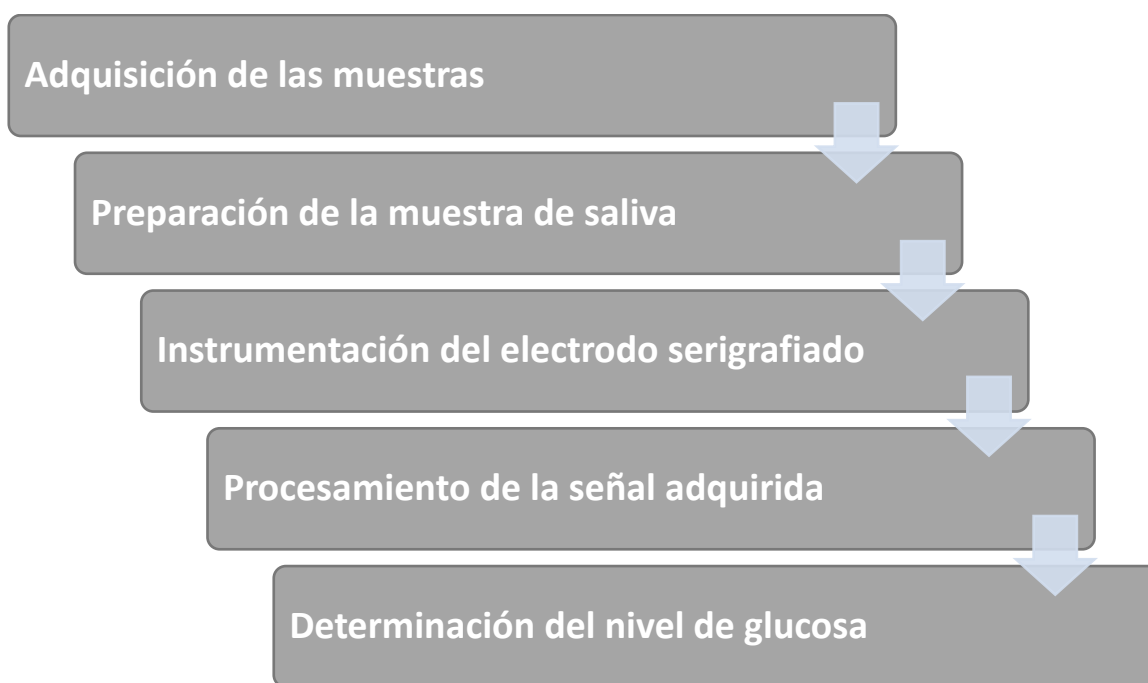 Adquisición de las muestras
Preparación de la muestra de saliva
Instrumentación del electrodo serigrafiado
Procesamiento de la señal adquirida
Determinación del nivel de glucosa